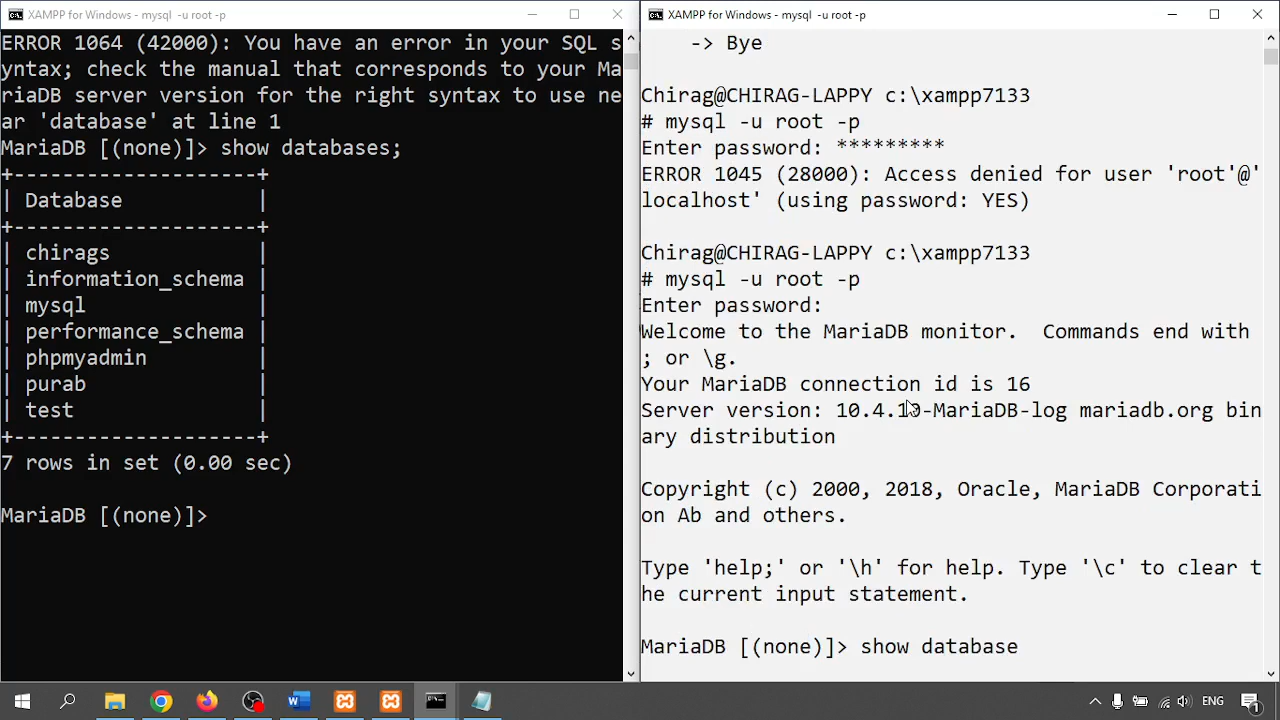 XAMPP for Windows - mysql -u root -p
ERROR 1064 (42000): You have an error in your SQL s
yntax; check the manual that corresponds to your Ma
riaDB server version for the right syntax to use ne
ar 'database' at line 1
MariaDB [(none)]> show databases;
+--------------------+
| Database           |
+--------------------+
| chirags            |
| information_schema |
| mysql              |
| performance_schema |
| phpmyadmin         |
| purab              |
| test               |
+--------------------+
7 rows in set (0.00 sec)
MariaDB [(none)]>
XAMPP for Windows - mysql -u root -p
-> Bye
Chirag@CHIRAG-LAPPY c:\xampp7133
# mysql -u root -p
Enter password: *********
ERROR 1045 (28000): Access denied for user 'root'@'
localhost' (using password: YES)
Chirag@CHIRAG-LAPPY c:\xampp7133
# mysql -u root -p
Enter password:
Welcome to the MariaDB monitor.  Commands end with
; or \g.
Your MariaDB connection id is 16
Server version: -MariaDB-log mariadb.org bin
ary distribution
Copyright (c) 2000, 2018, Oracle, MariaDB Corporati
on Ab and others.
Type 'help;' or '\h' for help. Type '\c' to clear t
he current input statement.
MariaDB [(none)]> show database
ENG
1